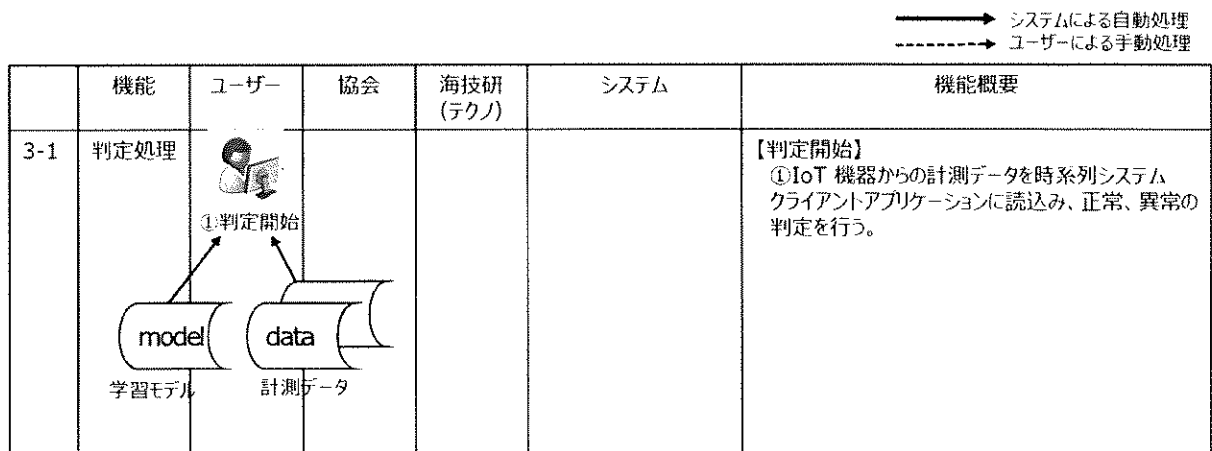 システムによる自動処理
ユーザーによる手動処理
機能 ユーザー 協会 海技研 システム 機能概要
(テクノ)
3-1 判定処理 【判定開始】
①IoT 機器からの計測データを時系列システム
クライアントアプリケーションに読込み、正常、異常の
判定を行う。
①判定開始
model data
学習モデル 計測データ